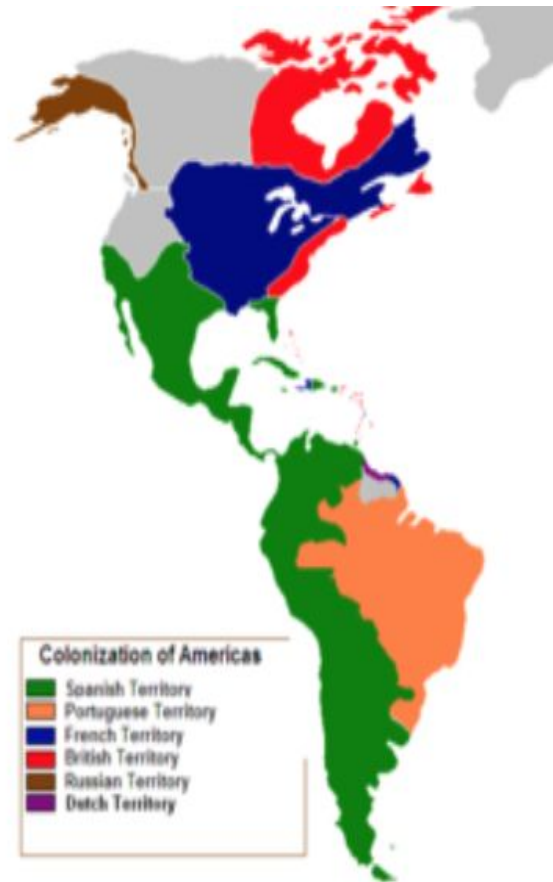 Colonization of Americas
Spanish Territory
Portuguese Territory
French Territory
British Territory
Russian Territory
Dutch Territory